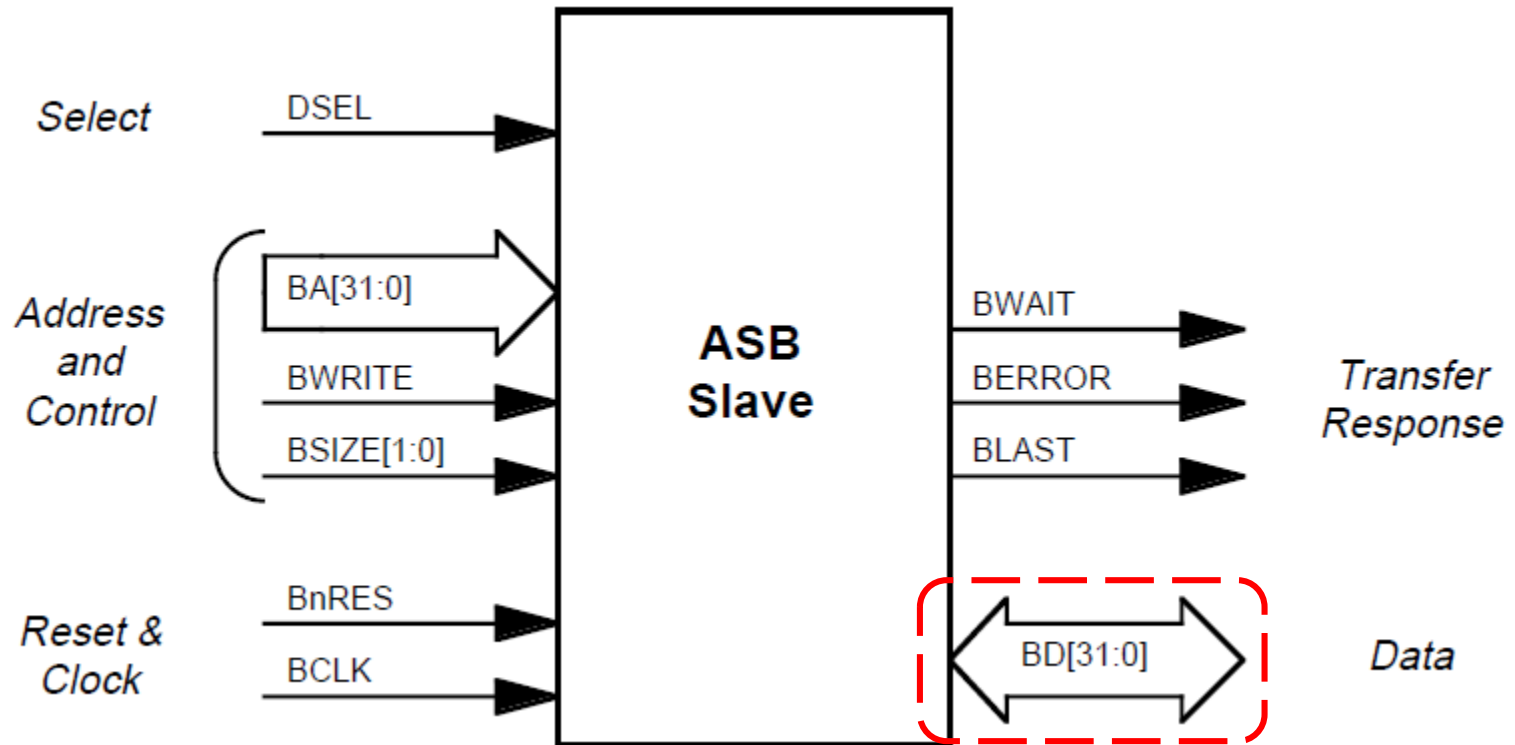 Select
DSEL
Address
and
Control
BA[31:0]
BWRITE
BSIZE[1:0]
Reset &
Clock
BnRES
BCLK
ASB
Slave
BWAIT
BERROR
BLAST
Transfer
Response
BD[31:0]
Data